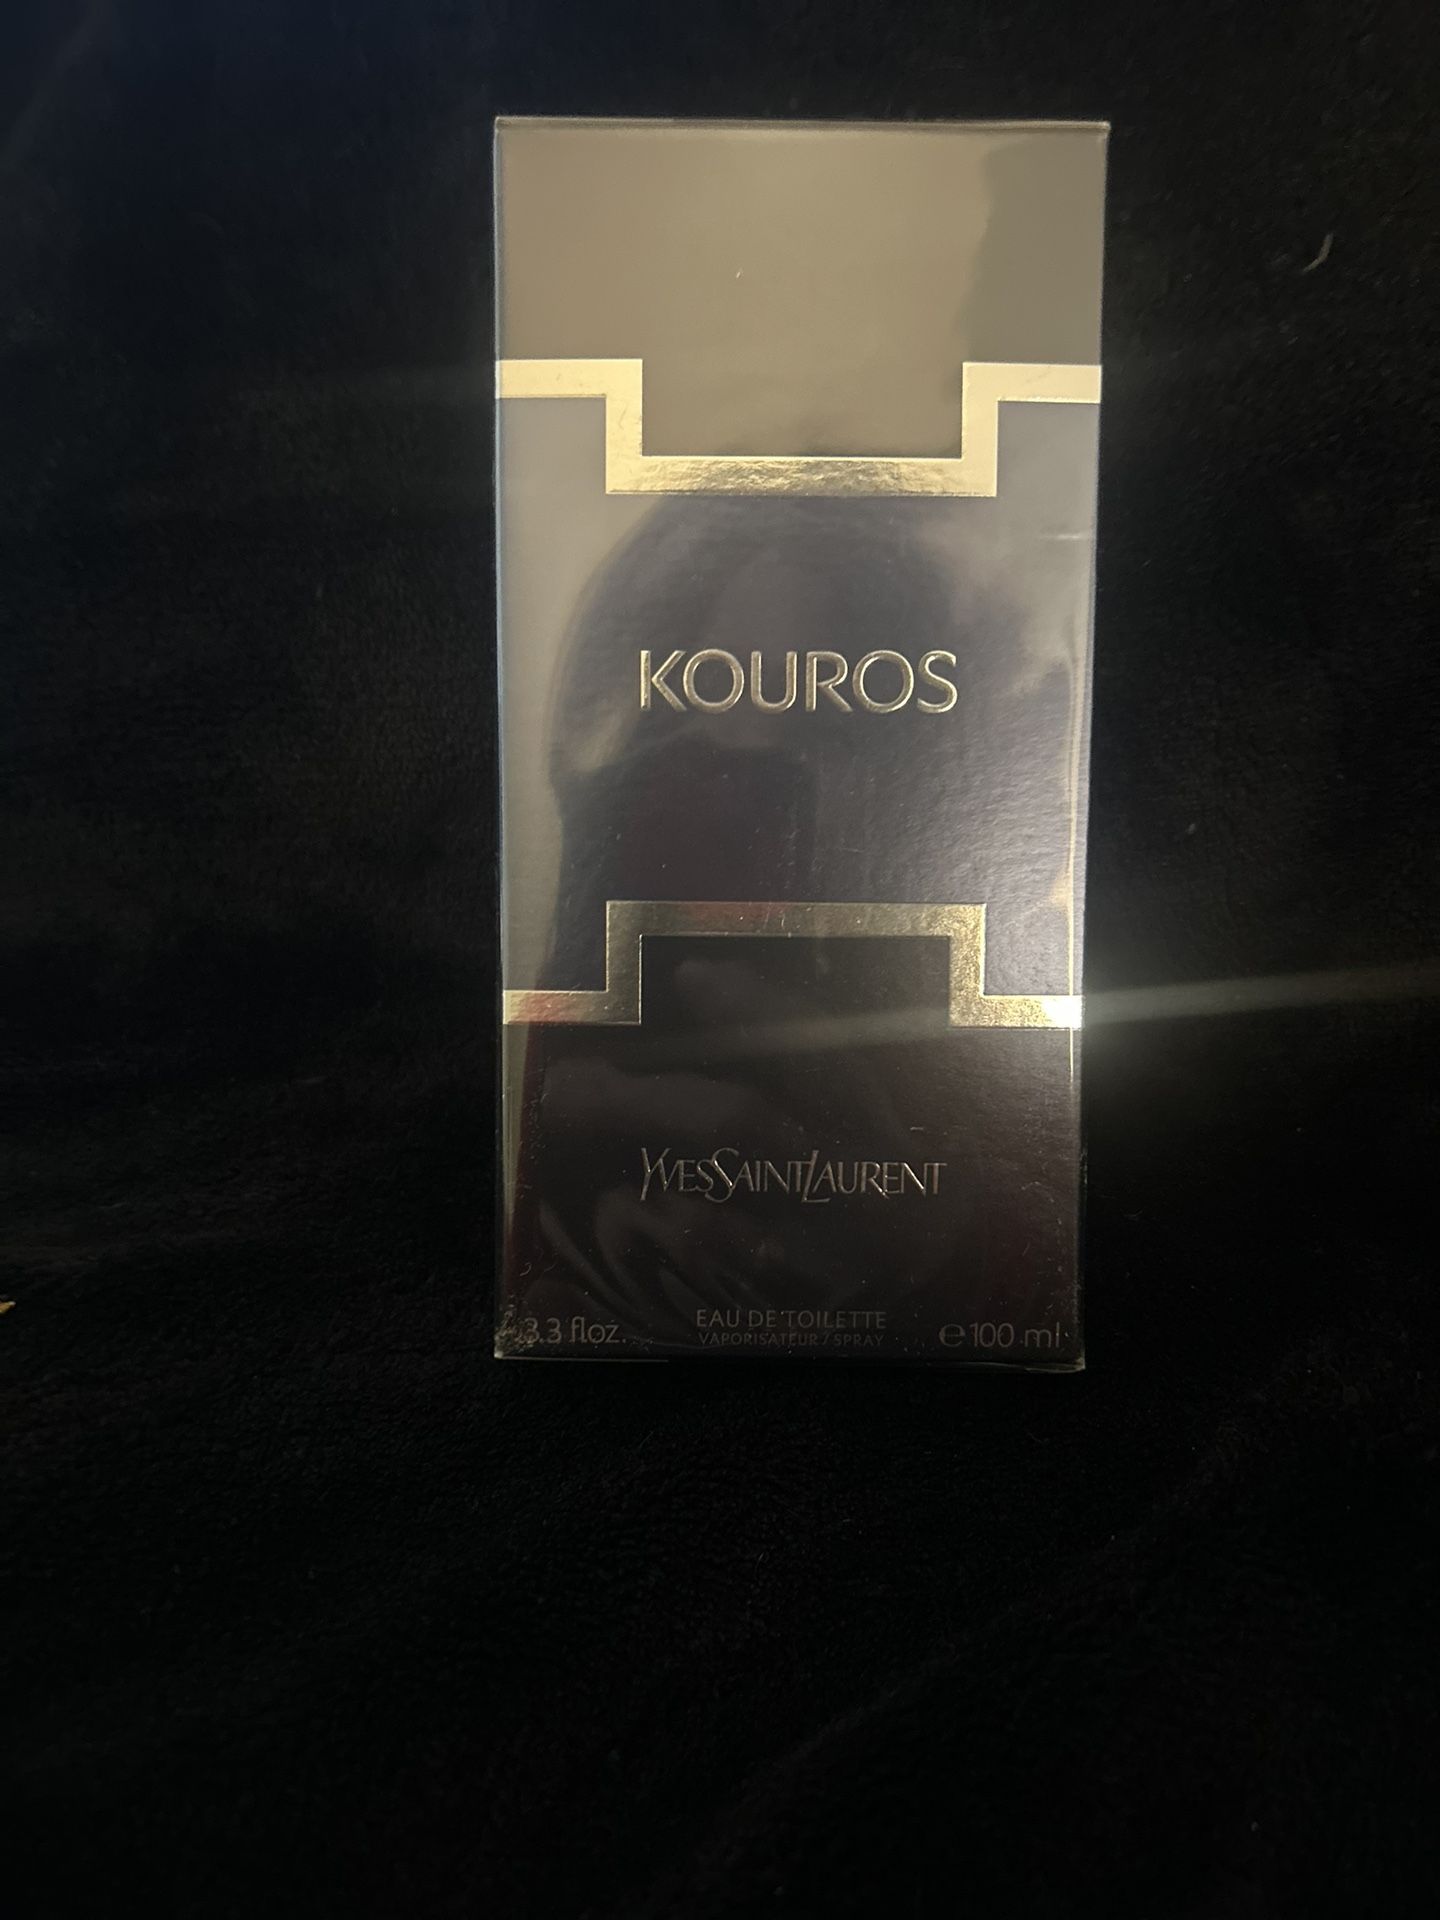 KOUROS
YVESSAINTLAURENT
EAU DE TOILETTE
3.3 fl oz. VAPORISATEUR / SPRAY e 100 ml